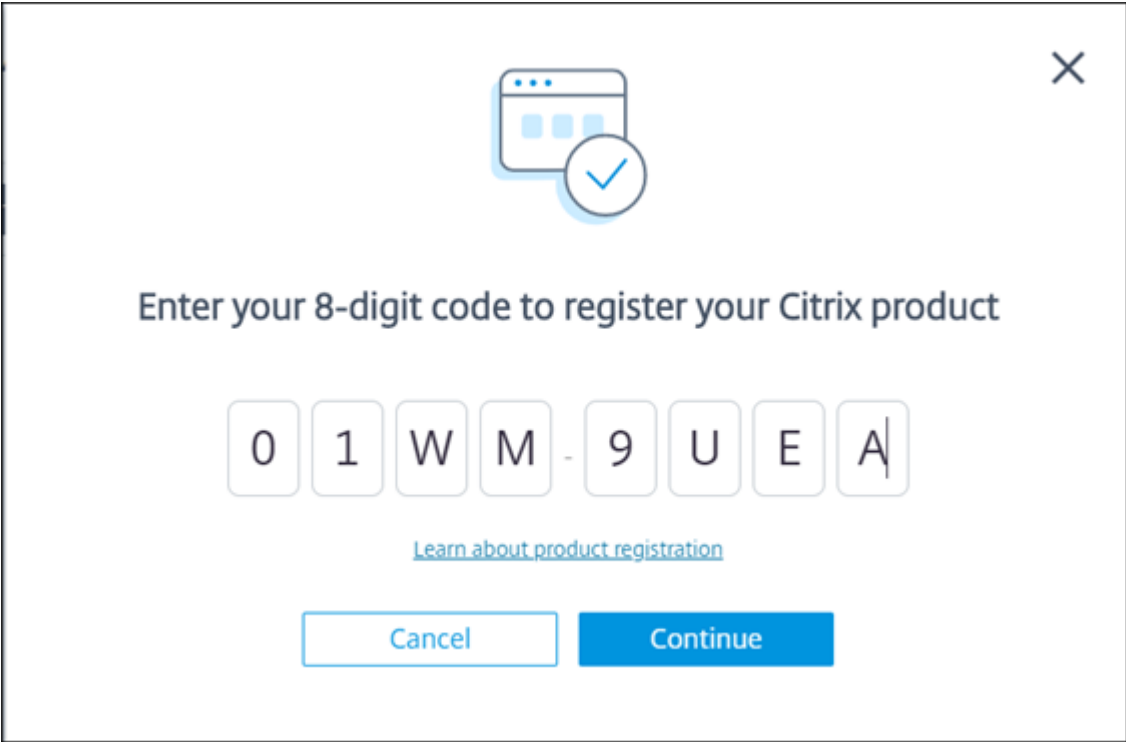 Enter your 8-digit code to register your Citrix product
0 1 W M - 9 U E A
Learn about product registration
Cancel Continue